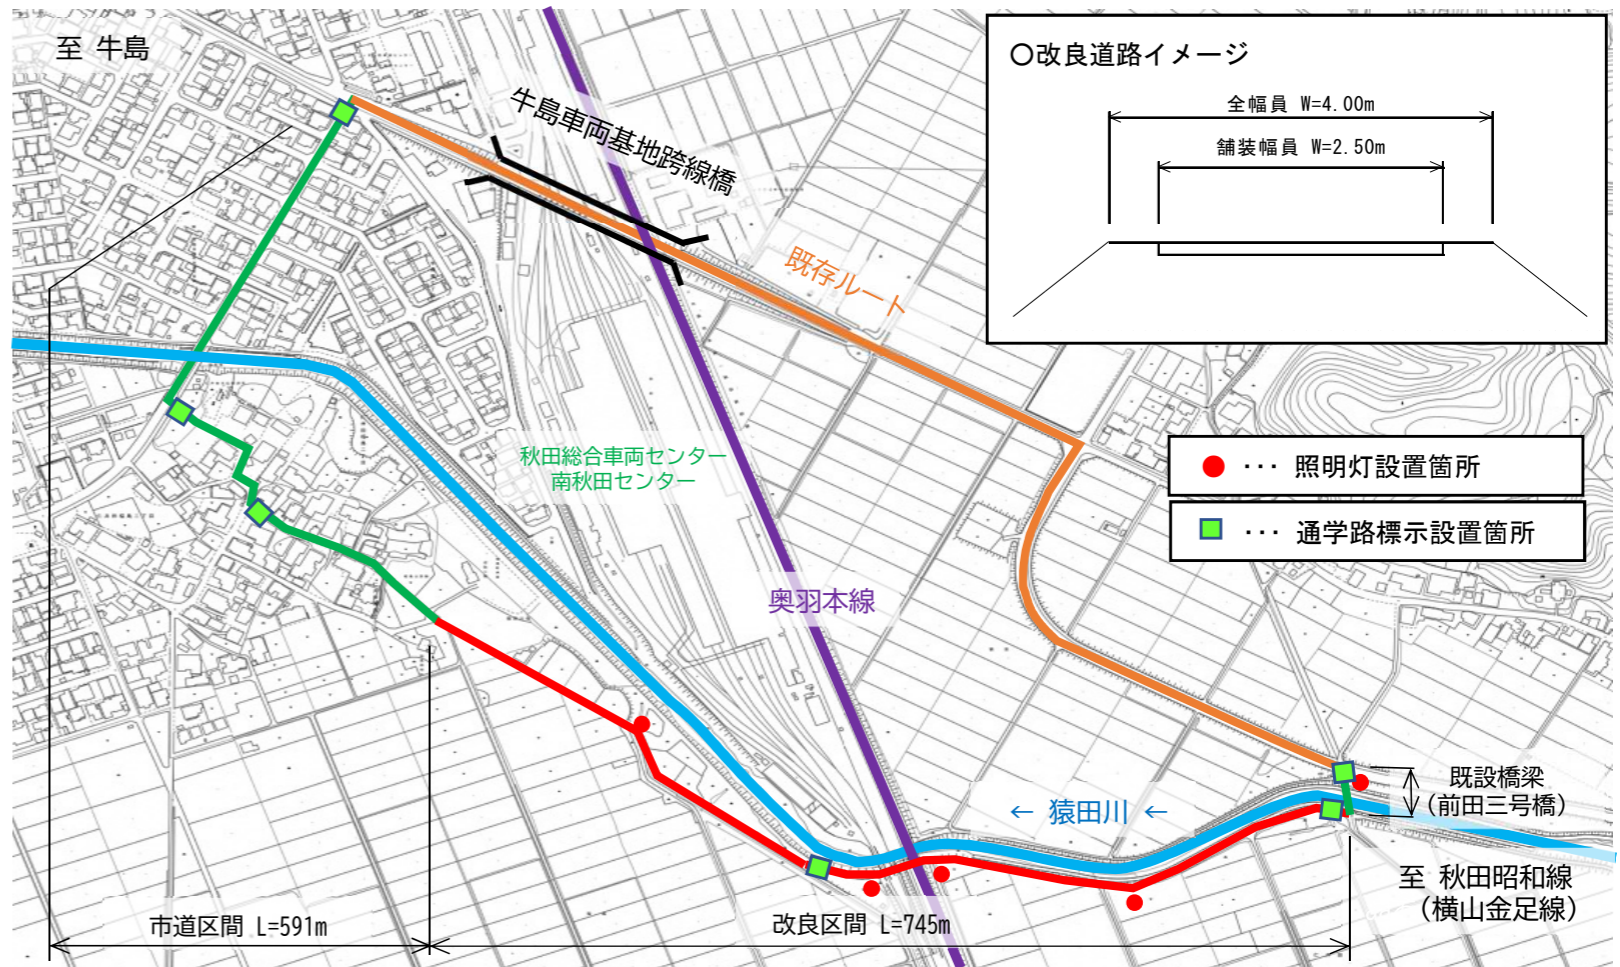 至 牛島
牛島車両基地跨線橋
〇改良道路イメージ
全幅員 W=4.00m
舗装幅員 W=2.50m
既存ルート
● ・・・ 照明灯設置箇所
・・・ 通学路標示設置箇所
秋田総合車両センター
南秋田センター
奥羽本線
← 猿田川 ←
既設橋梁
（前田三号橋）
至 秋田昭和線
（横山金足線）
市道区間 L=591m
改良区間 L=745m